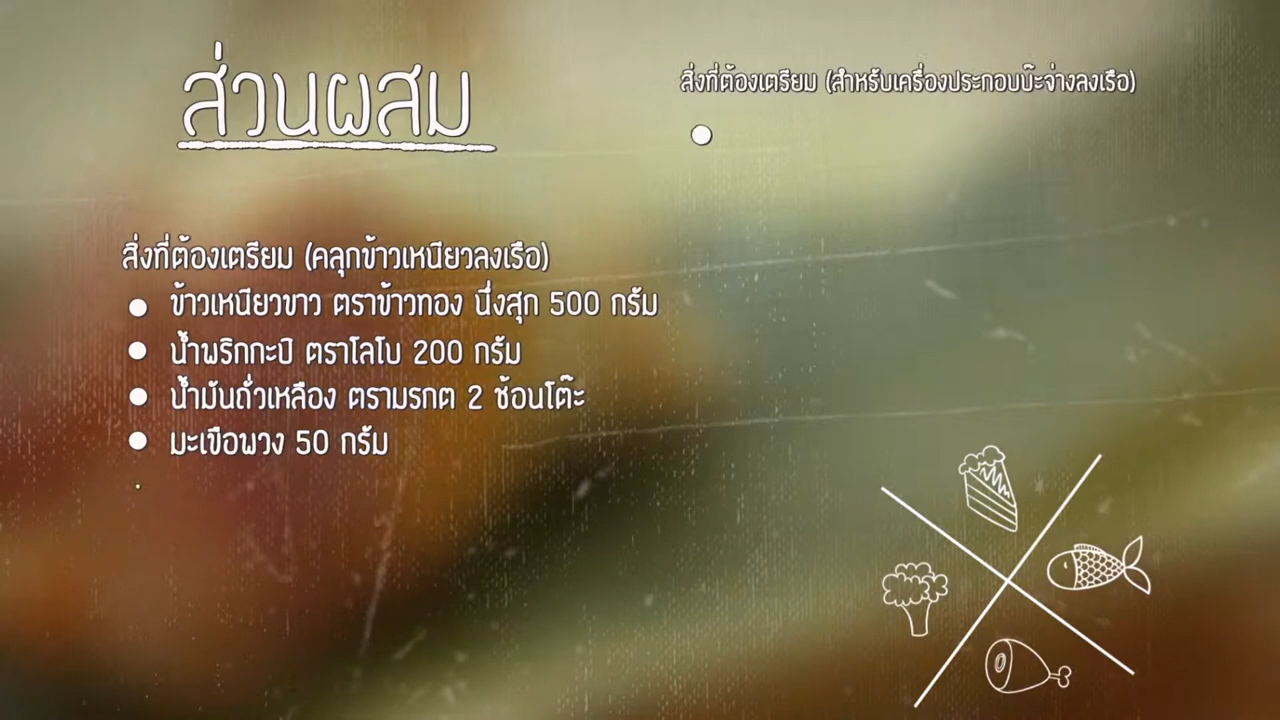 ส่วนผสม
สิ่งที่ต้องเตรียม (คลุกข้าวเหนียวลงเรือ)
ข้าวเหนียวขาว ตราข้าวทอง นึ่งสุก 500 กรัม
น้ำพริกกะปิ ตราโลโบ 200 กรัม
น้ำมันถั่วเหลือง ตรามรกต 2 ช้อนโต๊ะ
มะเขือพวง 50 กรัม
สิ่งที่ต้องเตรียม (สำหรับเครื่องประกอบบ๊ะจ่างลงเรือ)